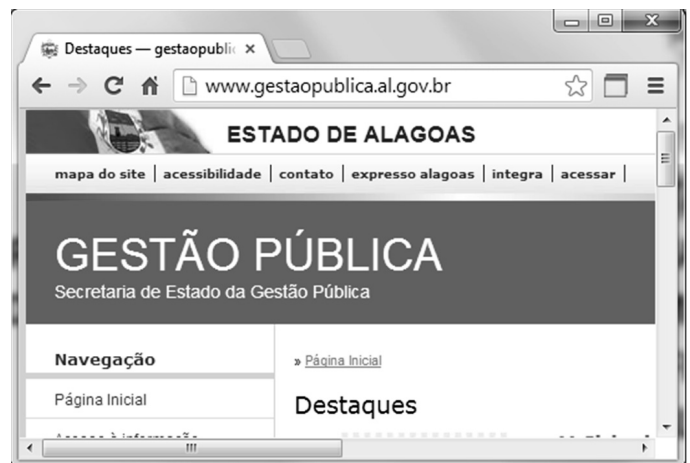 Destaques — gestaopublic
www.gestaopublica.al.gov.br
ESTADO DE ALAGOAS
mapa do site | acessibilidade | contato | expresso alagoas | integra | acessar |
GESTÃO PÚBLICA
Secretaria de Estado da Gestão Pública
Navegação
» Página Inicial
Página Inicial
Destaques